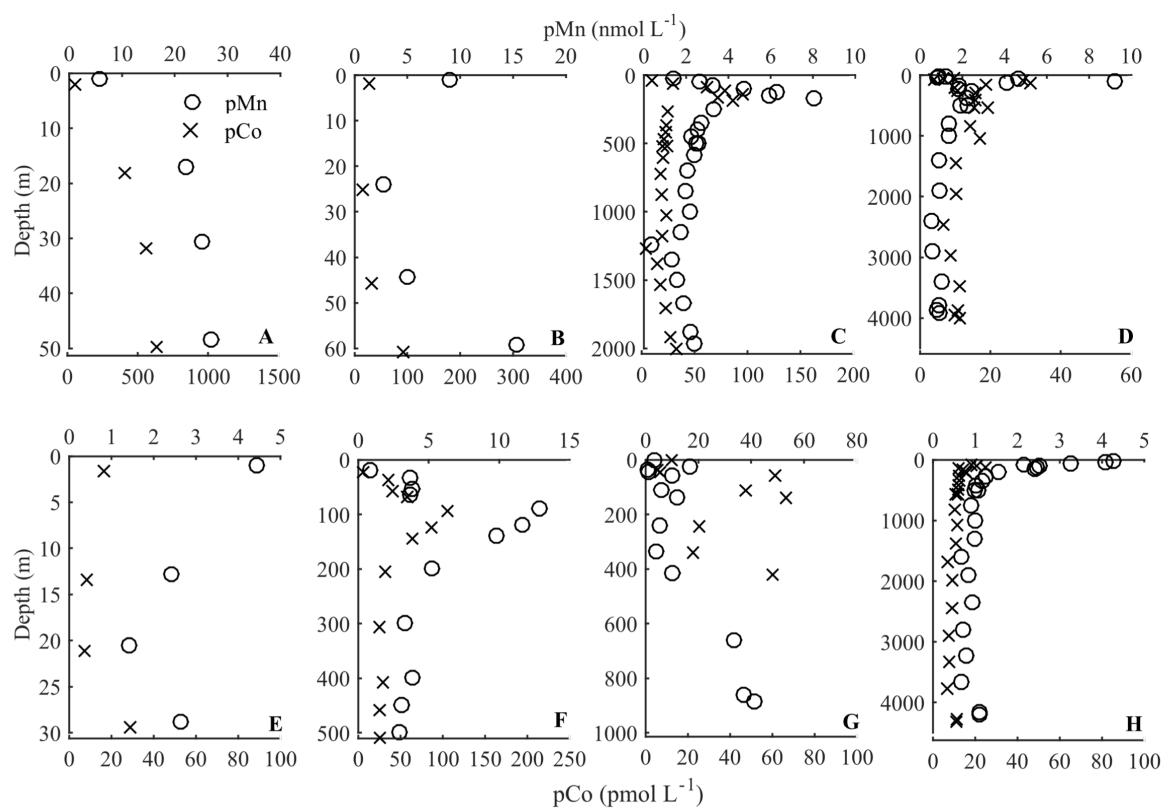 pMn (nmol L-1)
0 10 20 30 40
0 5 10 15 20
0 2 4 6 8 10
0 2 4 6 8 10
Depth (m)
0
10
20
30
40
50
pMn
pCo
A
0 500 1000 1500
0
10
20
30
40
50
60
B
0 100 200 300 400
0
500
1000
1500
2000
C
0 50 100 150 200
0
1000
2000
3000
4000
D
0 20 40 60
0 1 2 3 4 5
0 5 10 15
0 20 40 60 80
0 1 2 3 4 5
Depth (m)
0
5
10
15
20
25
30
E
0 20 40 60 80 100
0
100
200
300
400
500
F
0 50 100 150 200 250
0
200
400
600
800
1000
G
0 20 40 60 80 100
0
1000
2000
3000
4000
H
0 20 40 60 80 100
pCo (pmol L-1)